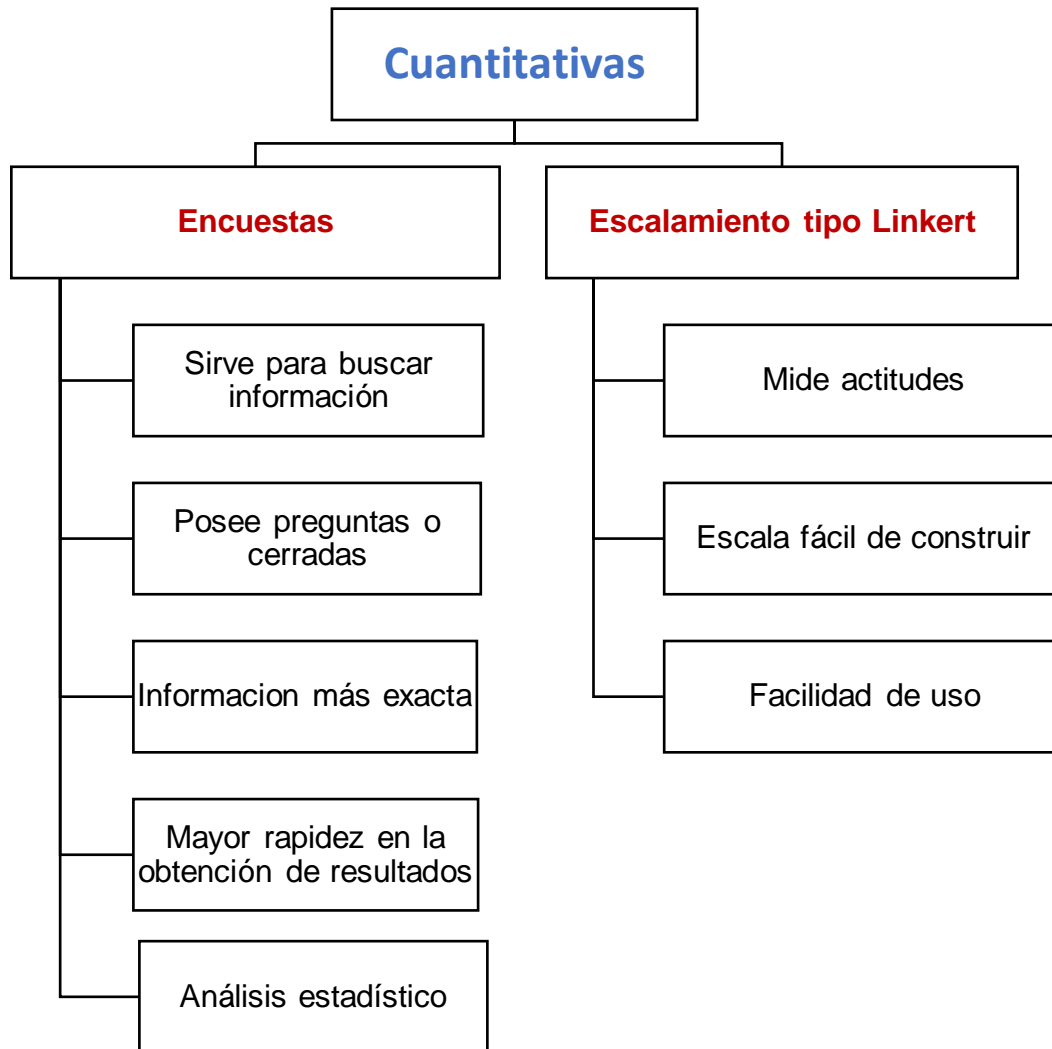 Cuantitativas
Encuestas
Sirve para buscar
información
Posee preguntas o
cerradas
Informacion más exacta
Mayor rapidez en la
obtención de resultados
Análisis estadístico
Escalamiento tipo Linkert
Mide actitudes
Escala fácil de construir
Facilidad de uso